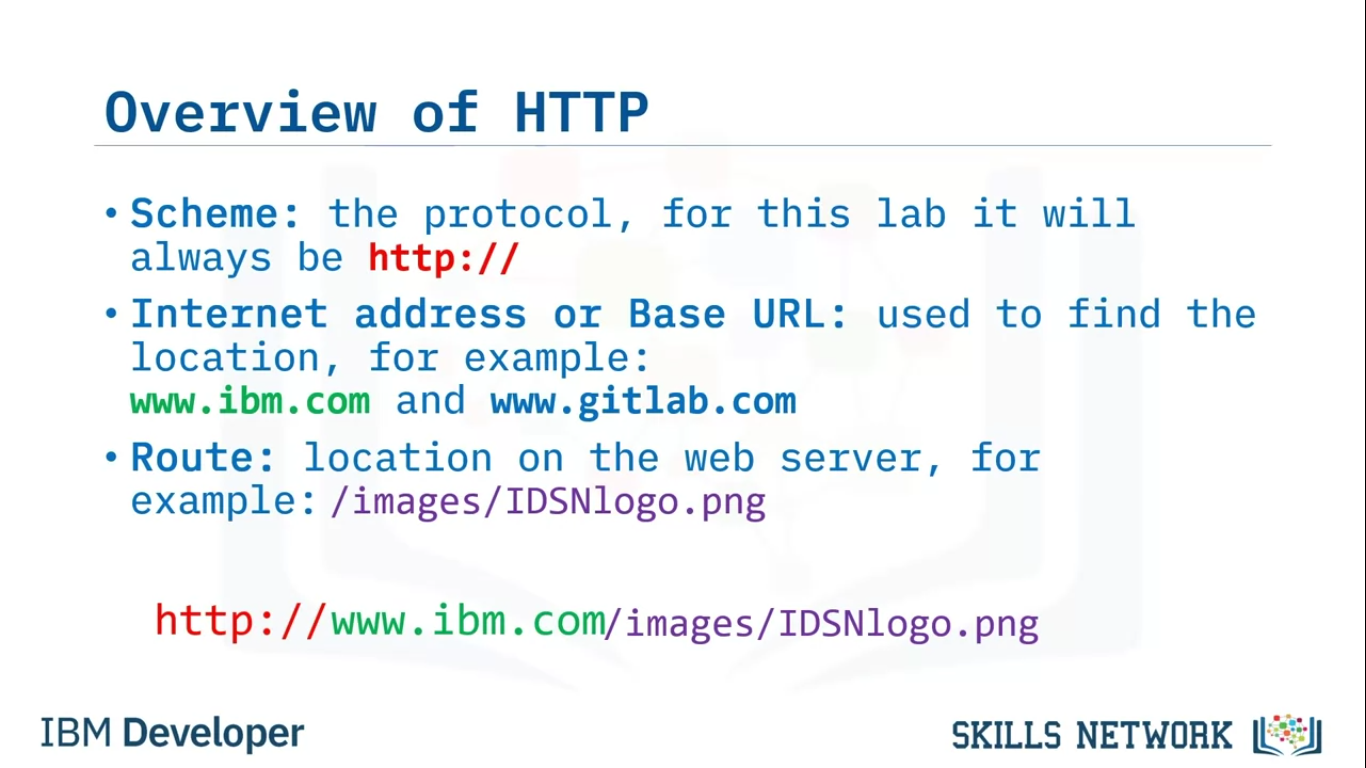 Overview of HTTP
• Scheme: the protocol, for this lab it will
always be http://
• Internet address or Base URL: used to find the
location, for example:
www.ibm.com and www.gitlab.com
• Route: location on the web server, for
example: /images/IDSNlogo.png
http://www.ibm.com/images/IDSNlogo.png
IBM Developer
SKILLS NETWORK